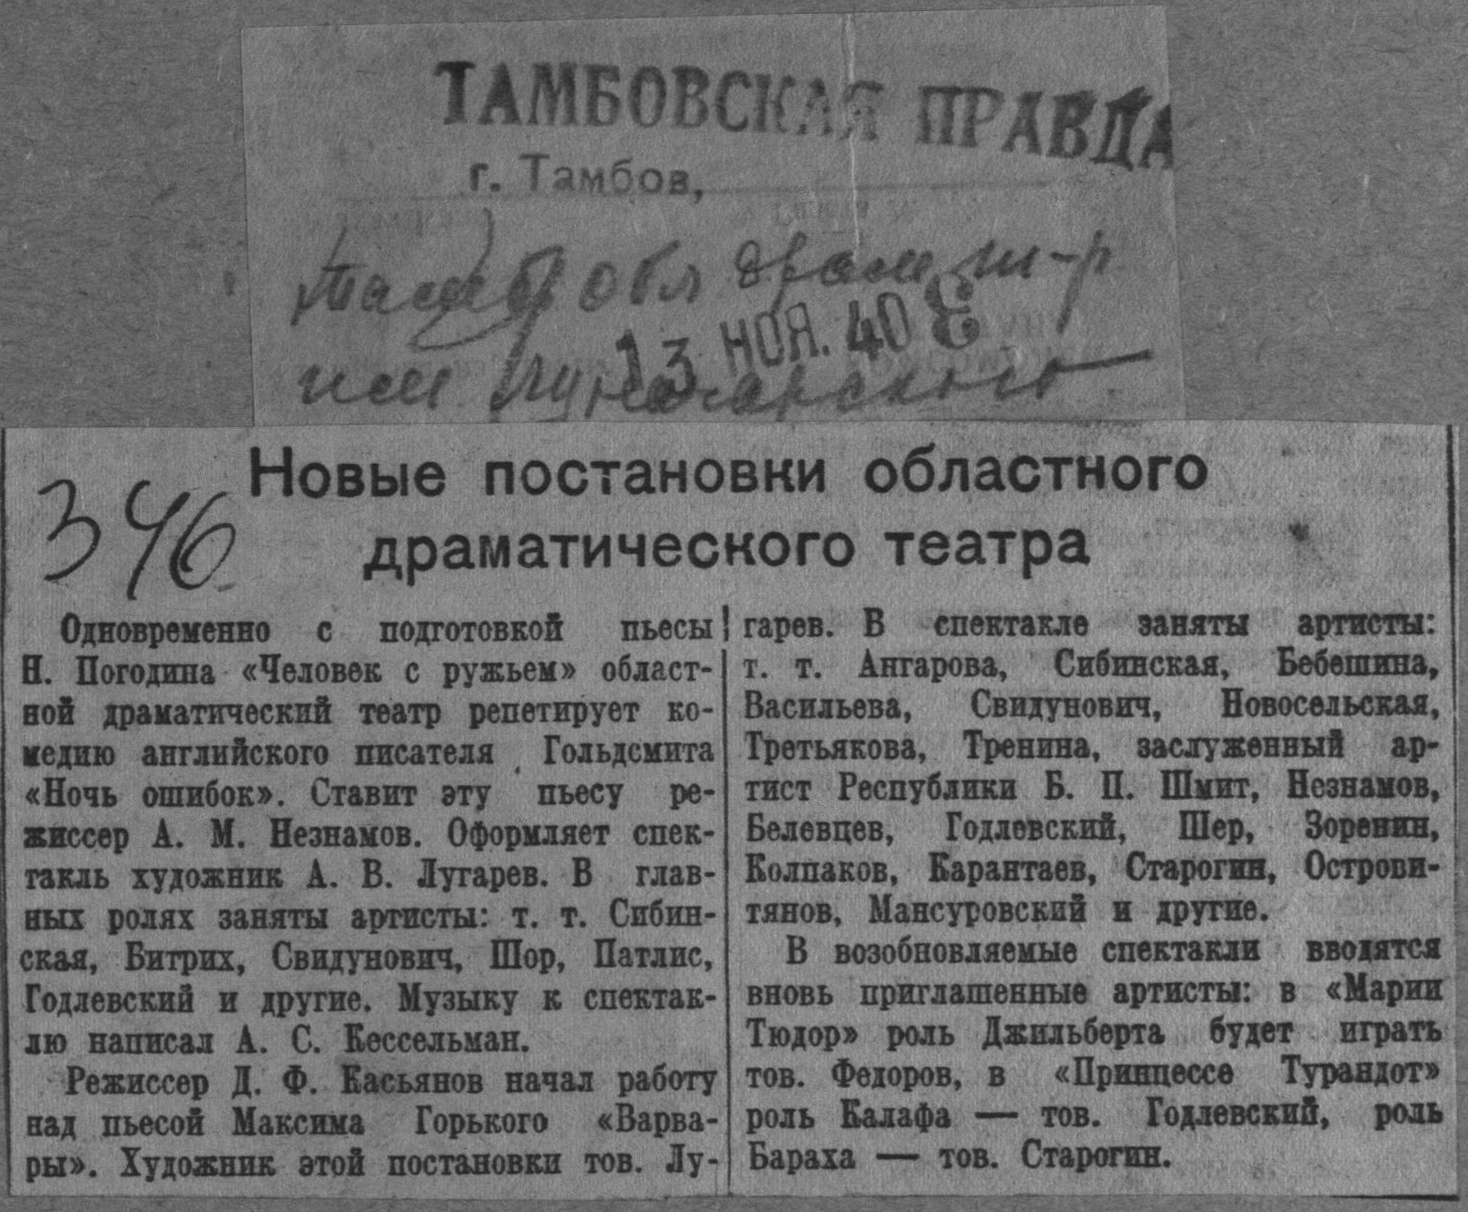 ТАМБОВСКАЯ ПРАВДА
г. Тамбов,
Тамб обл драм т-р
13 НОЯ. 40
им Луначарского
346
Новые постановки областного
драматического театра
Одновременно с подготовкой пьесы
Н. Погодина «Человек с ружьем» област-
ной драматический театр репетирует ко-
медию английского писателя Гольдсмита
«Ночь ошибок». Ставит эту пьесу ре-
жиссер А. М. Незнамов. Оформляет спек-
такль художник А. В. Лугарев. В глав-
ных ролях заняты артисты: т. т. Сибин-
ская, Битрих, Свидунович, Шор, Патлис,
Годлевский и другие. Музыку к спектак-
лю написал А. С. Кессельман.
Режиссер Д. Ф. Касьянов начал работу
над пьесой Максима Горького «Варва-
ры». Художник этой постановки тов. Лу-
гарев. В спектакле заняты артисты:
т. т. Ангарова, Сибинская, Бебешина,
Васильева, Свидунович, Новосельская,
Третьякова, Тренина, заслуженный ар-
тист Республики Б. П. Шмит, Незнамов,
Белевцев, Годлевский, Шер, Зоренин,
Колпаков, Карантаев, Старогин, Острови-
тянов, Мансуровский и другие.
В возобновляемые спектакли вводятся
вновь приглашенные артисты: в «Марии
Тюдор» роль Джильберта будет играть
тов. Федоров, в «Принцессе Турандот»
роль Калафа — тов. Годлевский, роль
Бараха — тов. Старогин.